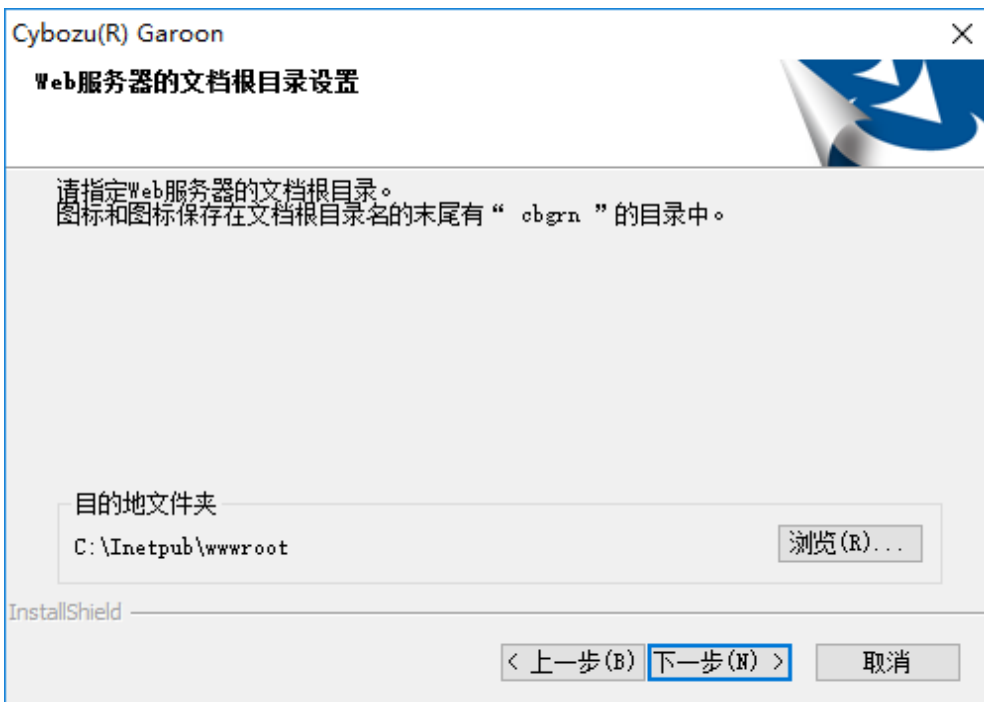 Cybozu(R) Garoon
Web服务器的文档根目录设置
请指定Web服务器的文档根目录。
图标和图标保存在文档根目录名的末尾有“ cbgrn ”的目录中。
目的地文件夹
C:\Inetpub\wwwroot
浏览(R)...
InstallShield
< 上一步(B)
下一步(N) >
取消